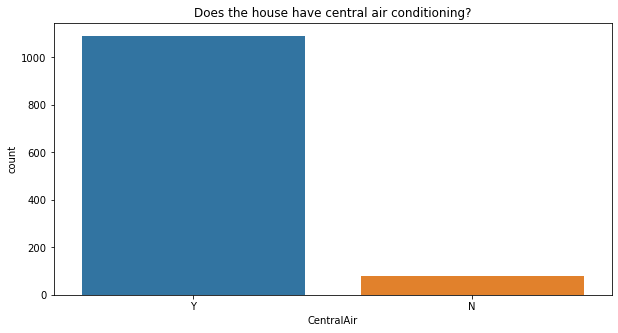 Does the house have central air conditioning?
1000
800
600
400
200
0
count
Y
N
CentralAir